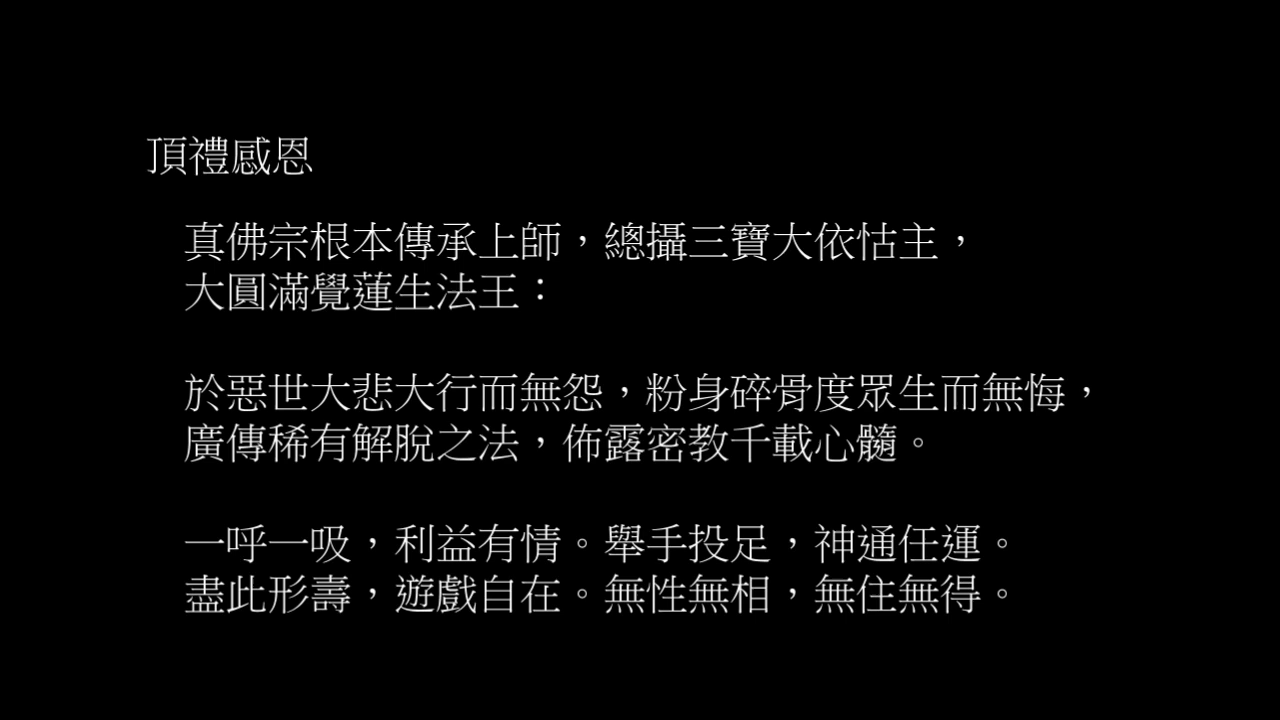 頂禮感恩
真佛宗根本傳承上師，總攝三寶大依怙主，
大圓滿覺蓮生法王：
於惡世大悲大行而無怨，粉身碎骨度眾生而無悔，
廣傳稀有解脫之法，佈露密教千載心髓。
一呼一吸，利益有情。舉手投足，神通任運。
盡此形壽，遊戲自在。無性無相，無住無得。